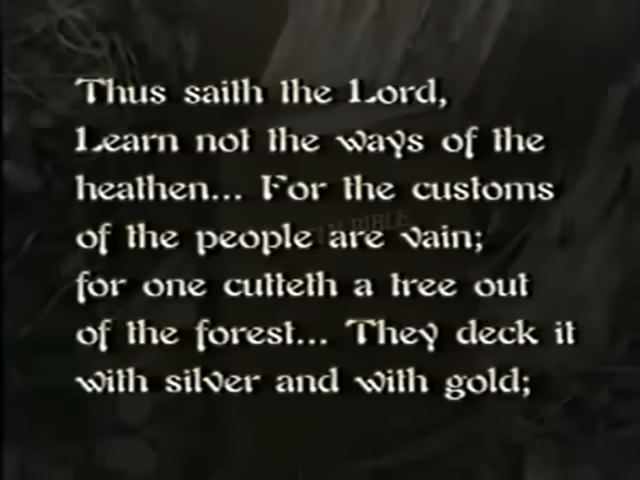 Thus saith the Lord,
Learn not the ways of the
heathen... For the customs
of the people are vain;
for one cutteth a tree out
of the forest... They deck it
with silver and with gold;
BIBLE